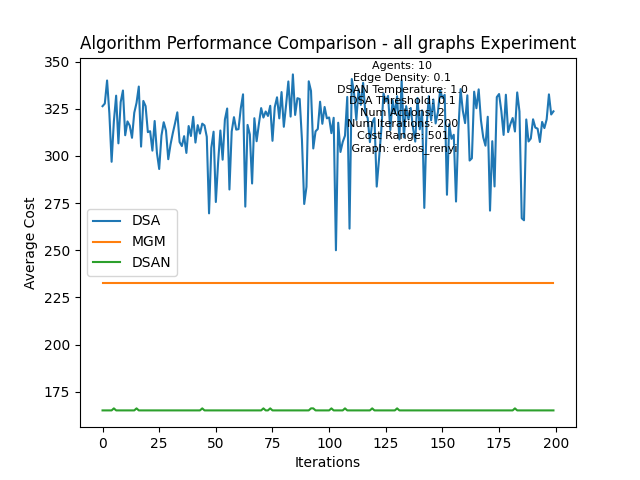 Algorithm Performance Comparison - all graphs Experiment
Agents: 10
Edge Density: 0.1
DSAN Temperature: 1.0
DSA Threshold: 0.1
Num Actions: 2
Num Iterations: 200
Cost Range: 501
Graph: erdos_renyi
350
325
300
275
250
225
200
175
Average Cost
DSA
MGM
DSAN
0 25 50 75 100 125 150 175 200
Iterations